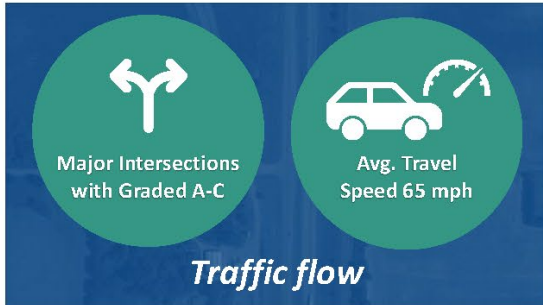 Major Intersections
with Graded A-C
Avg. Travel
Speed 65 mph
Traffic flow